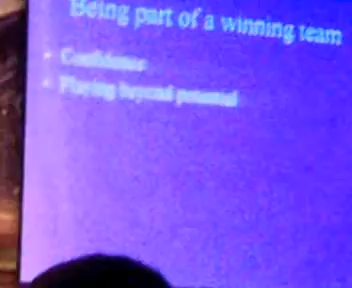 Being part of a winning team
Confidence
Playing beyond potential